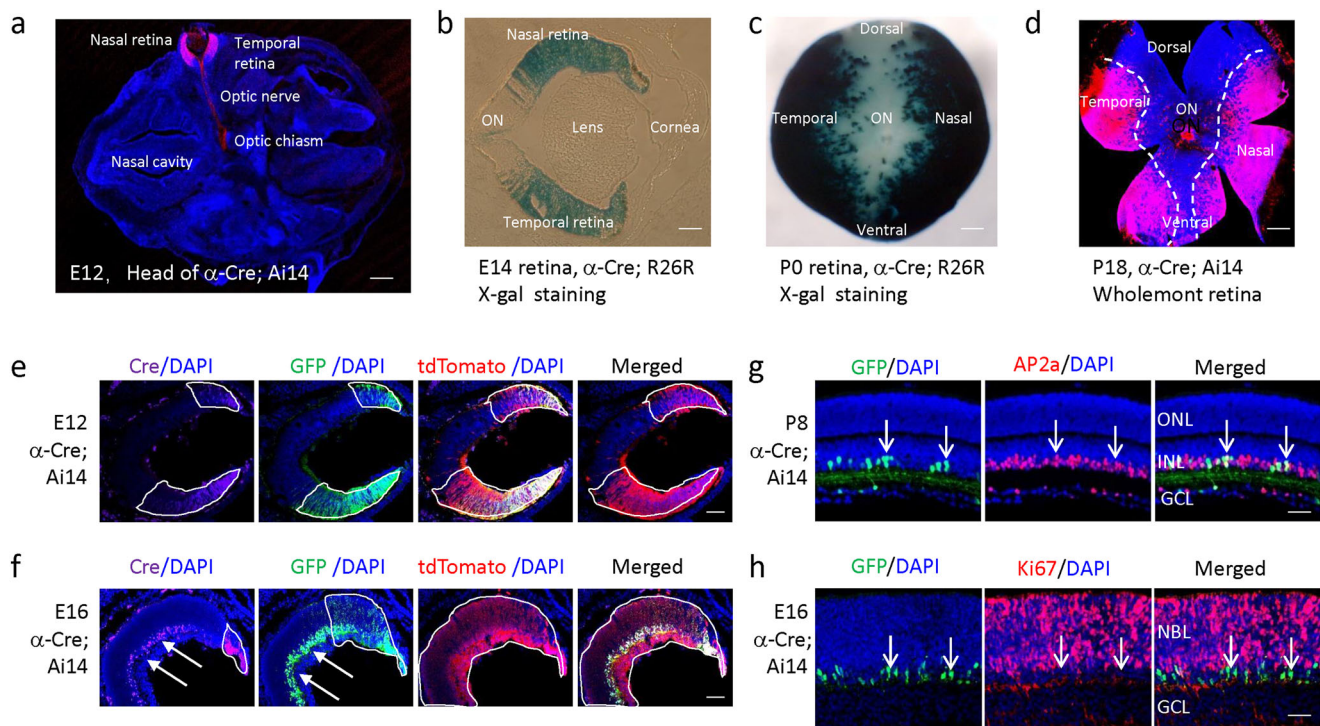 a
Nasal retina
Temporal
retina
Optic nerve
Optic chiasm
Nasal cavity
E12, Head of α-Cre; Ai14
b
Nasal retina
ON
Lens
Cornea
Temporal retina
E14 retina, α-Cre; R26R
X-gal staining
c
Dorsal
Temporal
ON
Nasal
Ventral
P0 retina, α-Cre; R26R
X-gal staining
d
Dorsal
Temporal
ON
ON
Nasal
Ventral
P18, α-Cre; Ai14
Wholemont retina
e
Cre/DAPI
GFP /DAPI
tdTomato /DAPI
Merged
E12
α-Cre;
Ai14
f
Cre/DAPI
GFP /DAPI
tdTomato /DAPI
Merged
E16
α-Cre;
Ai14
g
GFP/DAPI
AP2a/DAPI
Merged
P8
α-Cre;
Ai14
ONL
INL
GCL
h
GFP/DAPI
Ki67/DAPI
Merged
E16
α-Cre;
Ai14
NBL
GCL